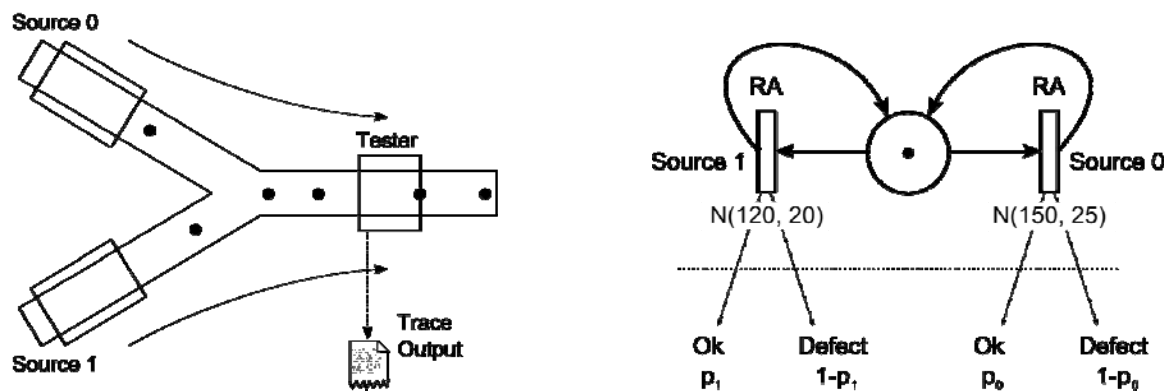 Source 0
Tester
Trace
Output
Source 1
RA
RA
Source 1
Source 0
N(120, 20)
N(150, 25)
Ok
Defect
Ok
Defect
p₁
1-p₁
p₀
1-p₀